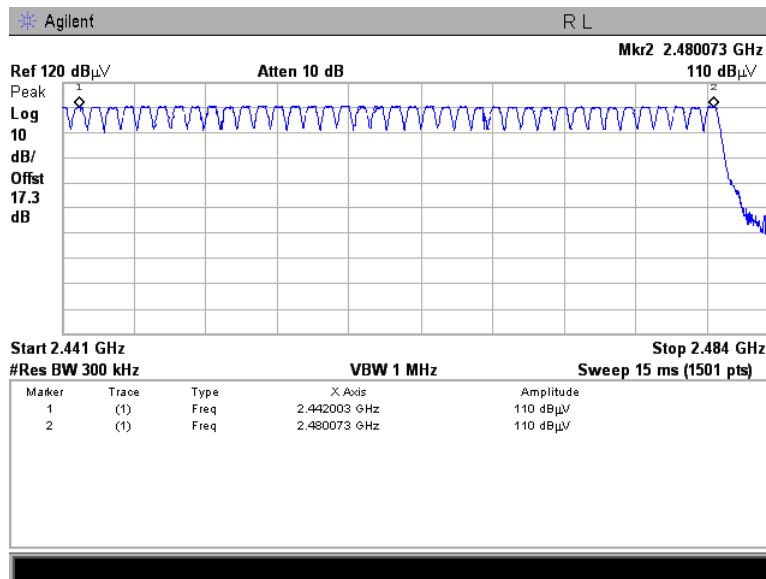 Agilent R L
Mkr2 2.480073 GHz
Ref 120 dBµV Atten 10 dB 110 dBµV
Peak
Log
10
dB/
Offst
17.3
dB
1
2
Start 2.441 GHz Stop 2.484 GHz
#Res BW 300 kHz VBW 1 MHz Sweep 15 ms (1501 pts)
Marker Trace Type X Axis Amplitude
1 (1) Freq 2.442003 GHz 110 dBµV
2 (1) Freq 2.480073 GHz 110 dBµV